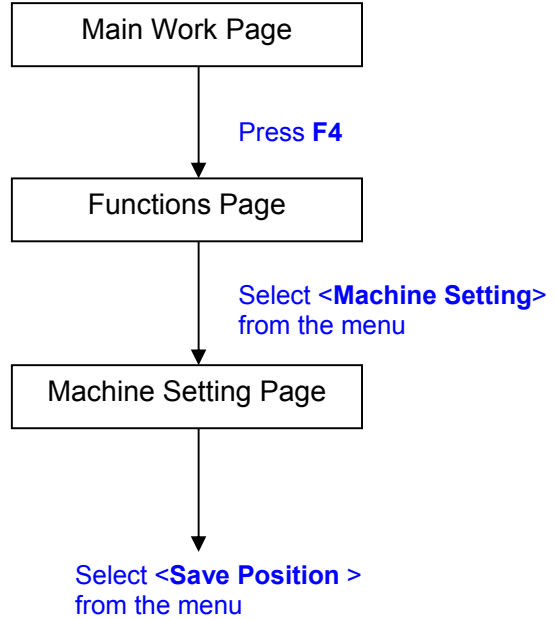 Main Work Page
Press F4
Functions Page
Select <Machine Setting>
from the menu
Machine Setting Page
Select <Save Position >
from the menu